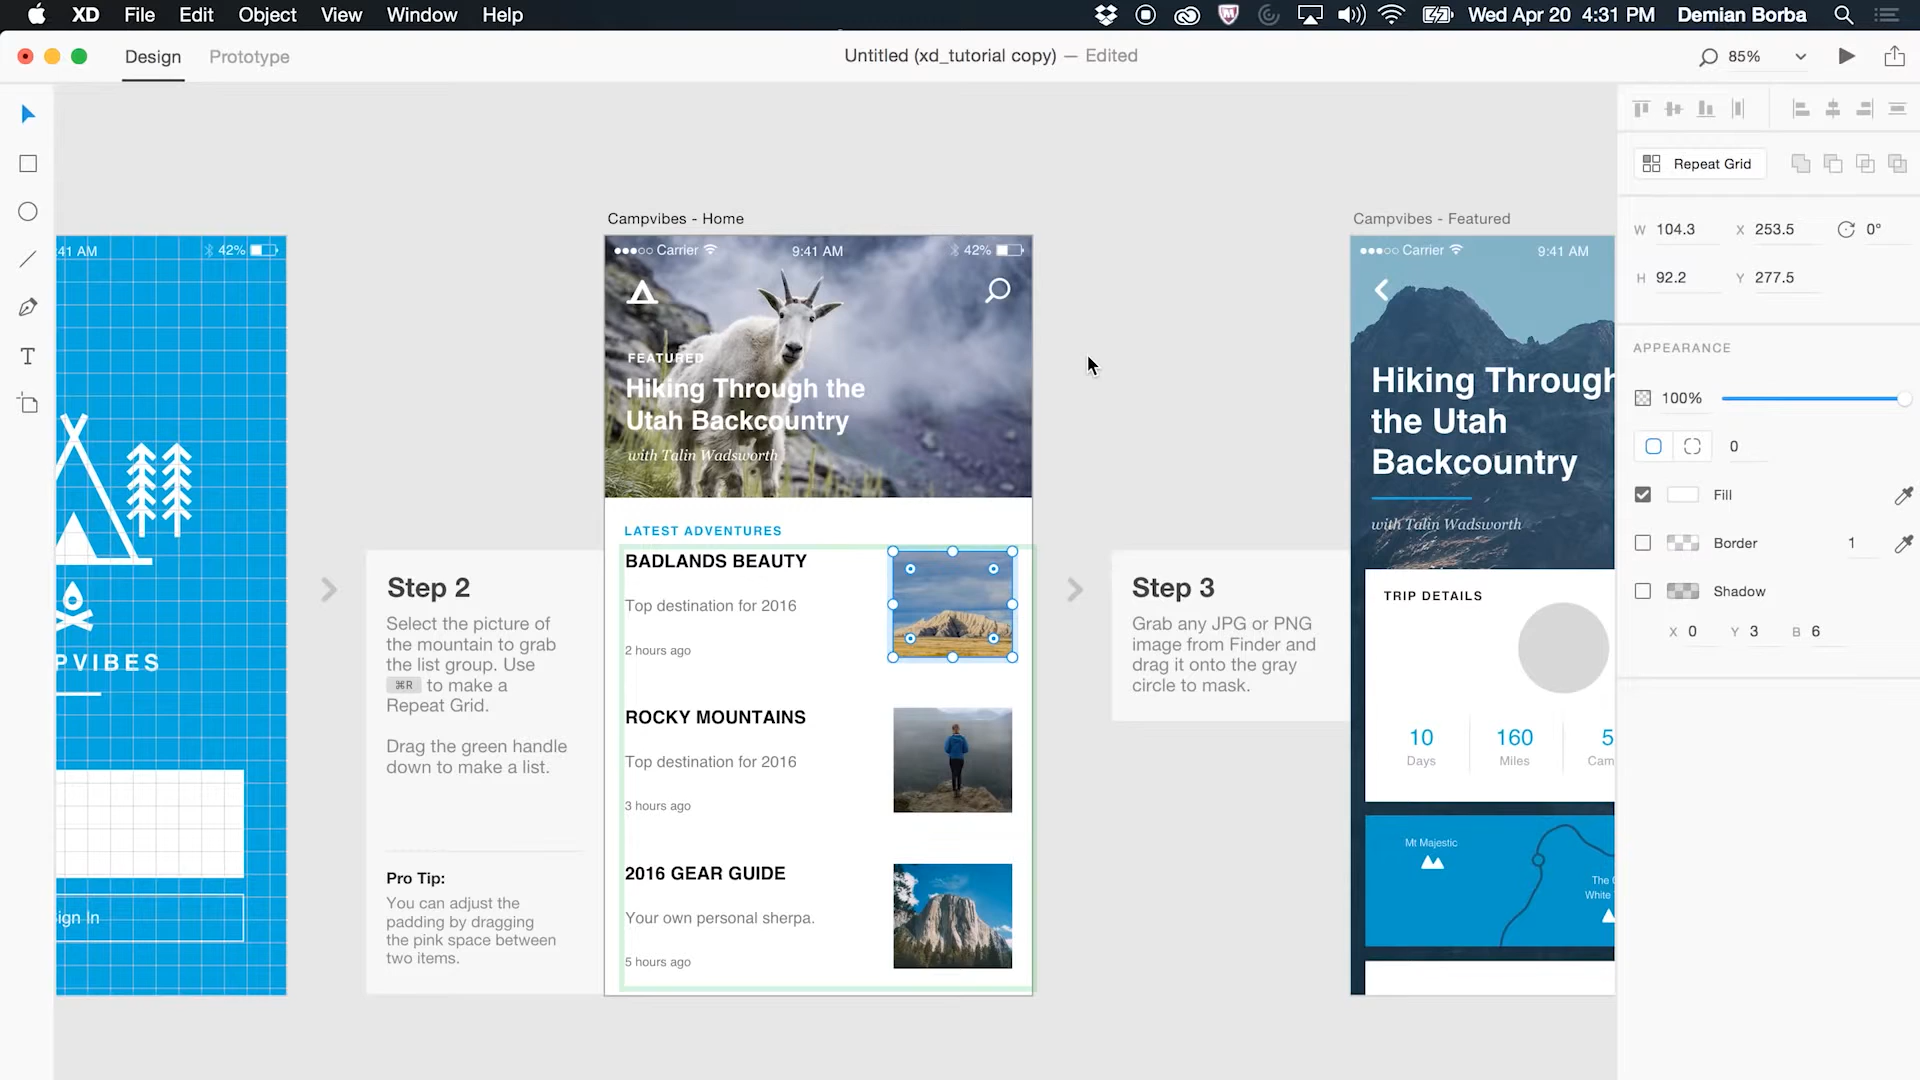 XD File Edit Object View Window Help
Wed Apr 20 4:31 PM Demian Borba
Design Prototype
Untitled (xd_tutorial copy) — Edited
85%
Repeat Grid
W 104.3 X 253.5 0°
H 92.2 Y 277.5
APPEARANCE
100%
0
Fill
Border 1
Shadow
X 0 Y 3 B 6
:41 AM 42%
PVIBES
ign In
Step 2
Select the picture of
the mountain to grab
the list group. Use
⌘R to make a
Repeat Grid.
Drag the green handle
down to make a list.
Pro Tip:
You can adjust the
padding by dragging
the pink space between
two items.
Campvibes - Home
Carrier 9:41 AM 42%
FEATURED
Hiking Through the
Utah Backcountry
with Talin Wadsworth
LATEST ADVENTURES
BADLANDS BEAUTY
Top destination for 2016
2 hours ago
ROCKY MOUNTAINS
Top destination for 2016
3 hours ago
2016 GEAR GUIDE
Your own personal sherpa.
5 hours ago
Step 3
Grab any JPG or PNG
image from Finder and
drag it onto the gray
circle to mask.
Campvibes - Featured
Carrier 9:41 AM
Hiking Through
the Utah
Backcountry
with Talin Wadsworth
TRIP DETAILS
10 160 5
Days Miles Cam
Mt Majestic
The
White